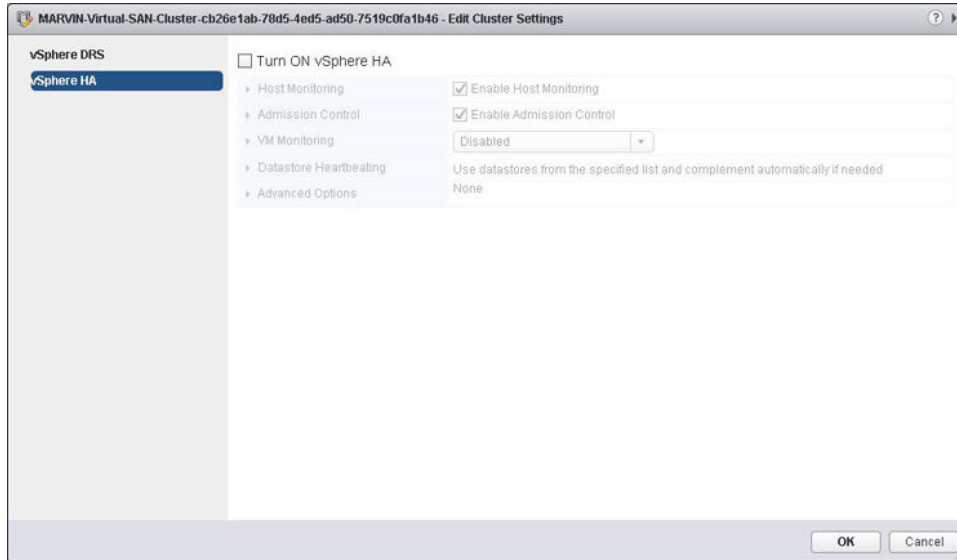 MARVIN-Virtual-SAN-Cluster-cb26e1ab-78d5-4ed5-ad50-7519c0fa1b46 - Edit Cluster Settings
?
vSphere DRS
vSphere HA
Turn ON vSphere HA
Host Monitoring
Enable Host Monitoring
Admission Control
Enable Admission Control
VM Monitoring
Disabled
Datastore Heartbeating
Use datastores from the specified list and complement automatically if needed
Advanced Options
None
OK
Cancel